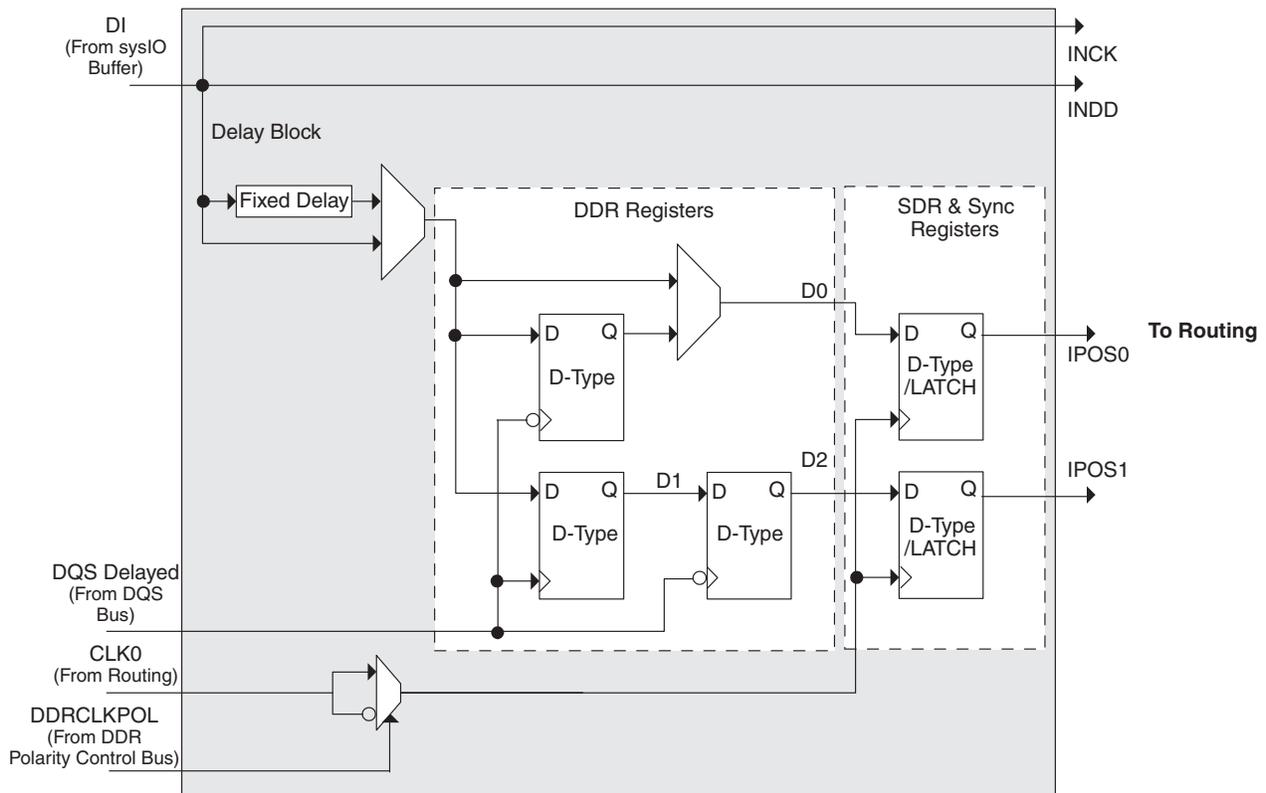 DI
(From sysIO
Buffer)
INCK
INDD
Delay Block
Fixed Delay
DDR Registers
SDR & Sync
Registers
D0
D Q
D-Type
D Q
D-Type
/LATCH
To Routing
IPOS0
D2
IPOS1
D Q
D-Type
D1
D Q
D-Type
D Q
D-Type
/LATCH
DQS Delayed
(From DQS
Bus)
CLK0
(From Routing)
DDRCLKPOL
(From DDR
Polarity Control Bus)